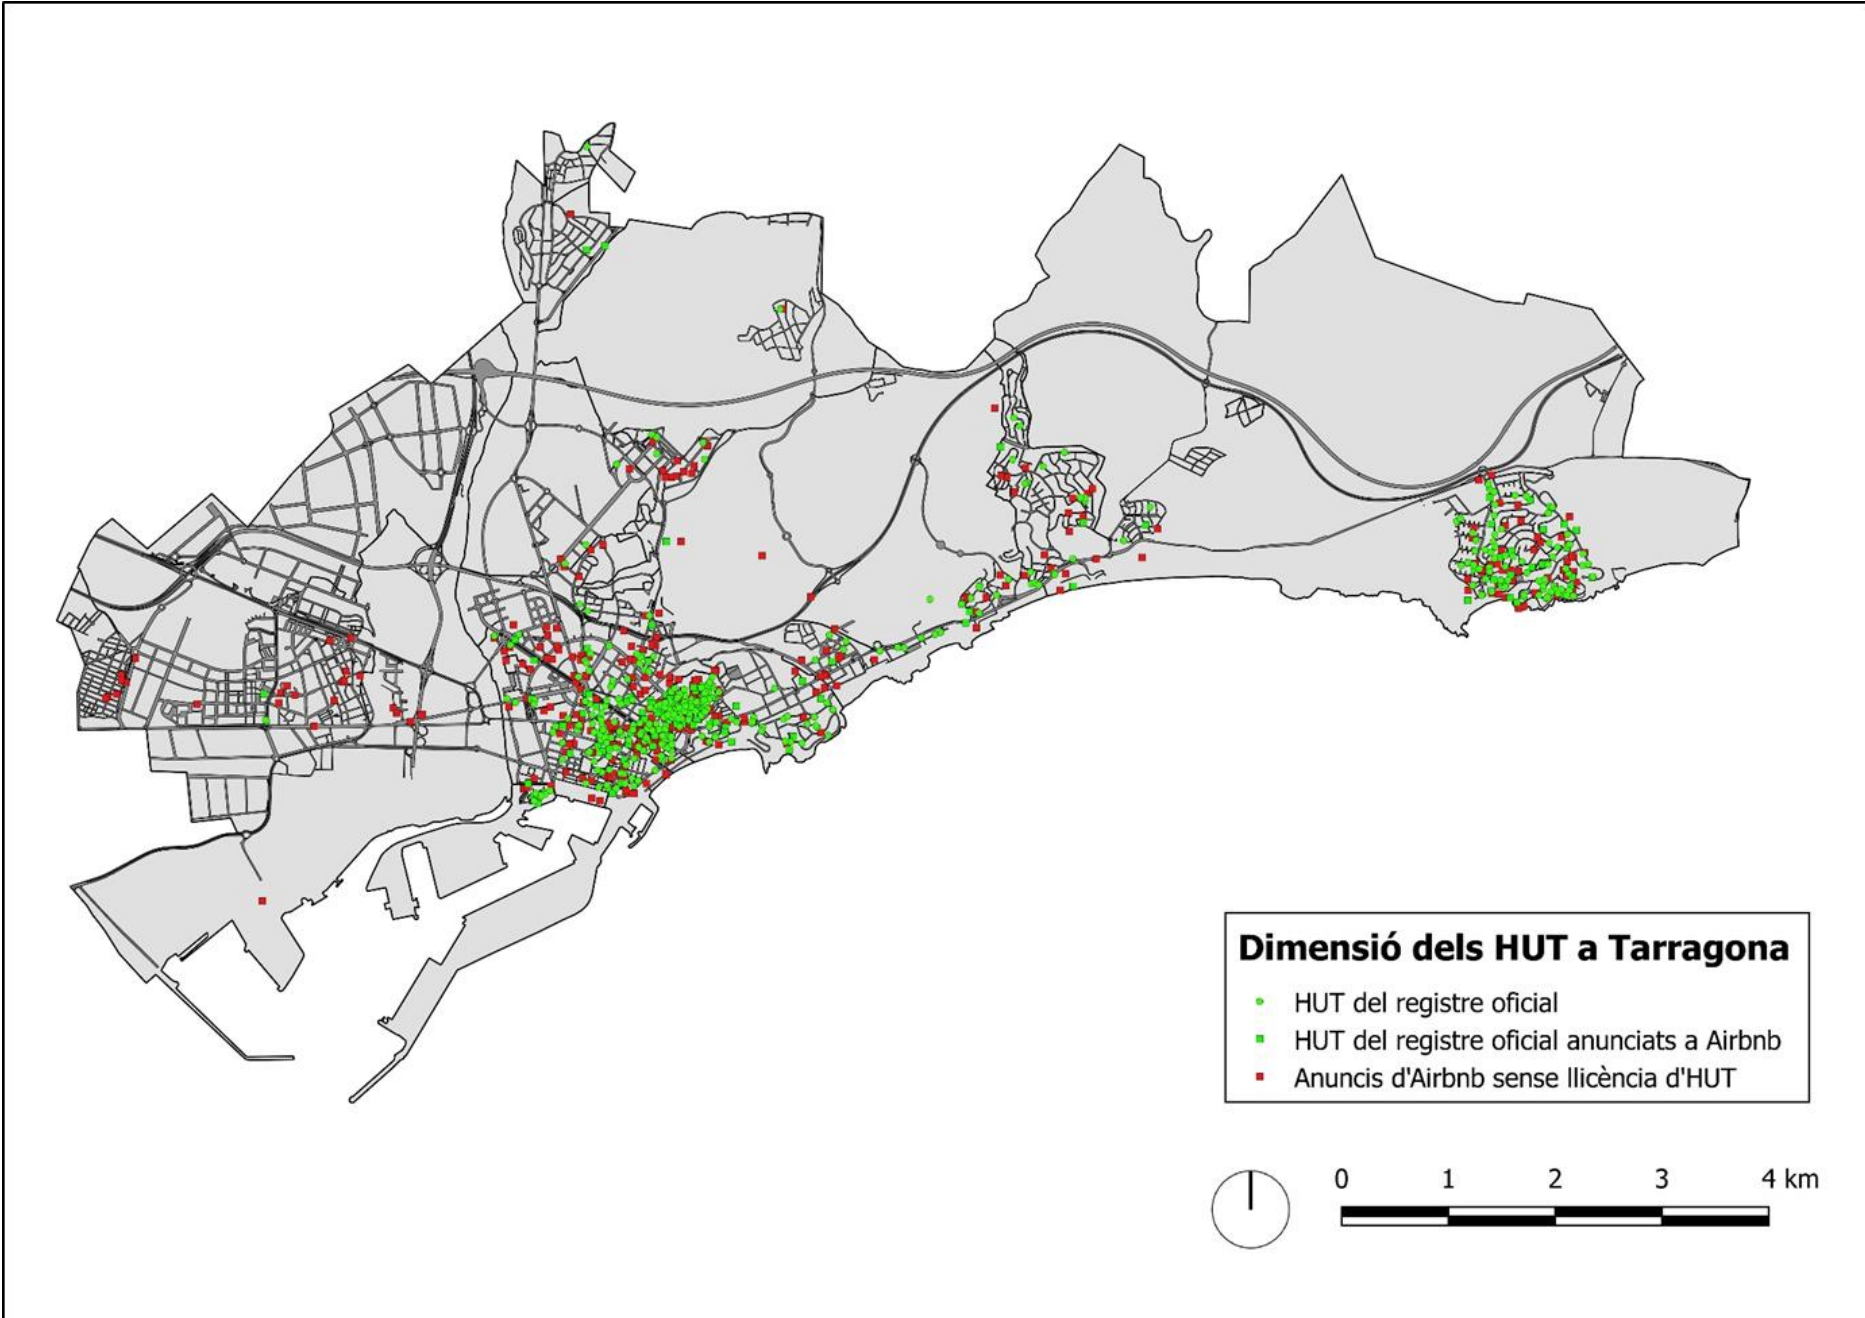 Dimensió dels HUT a Tarragona
HUT del registre oficial
HUT del registre oficial anunciats a Airbnb
Anuncis d'Airbnb sense llicència d'HUT
0 1 2 3 4 km